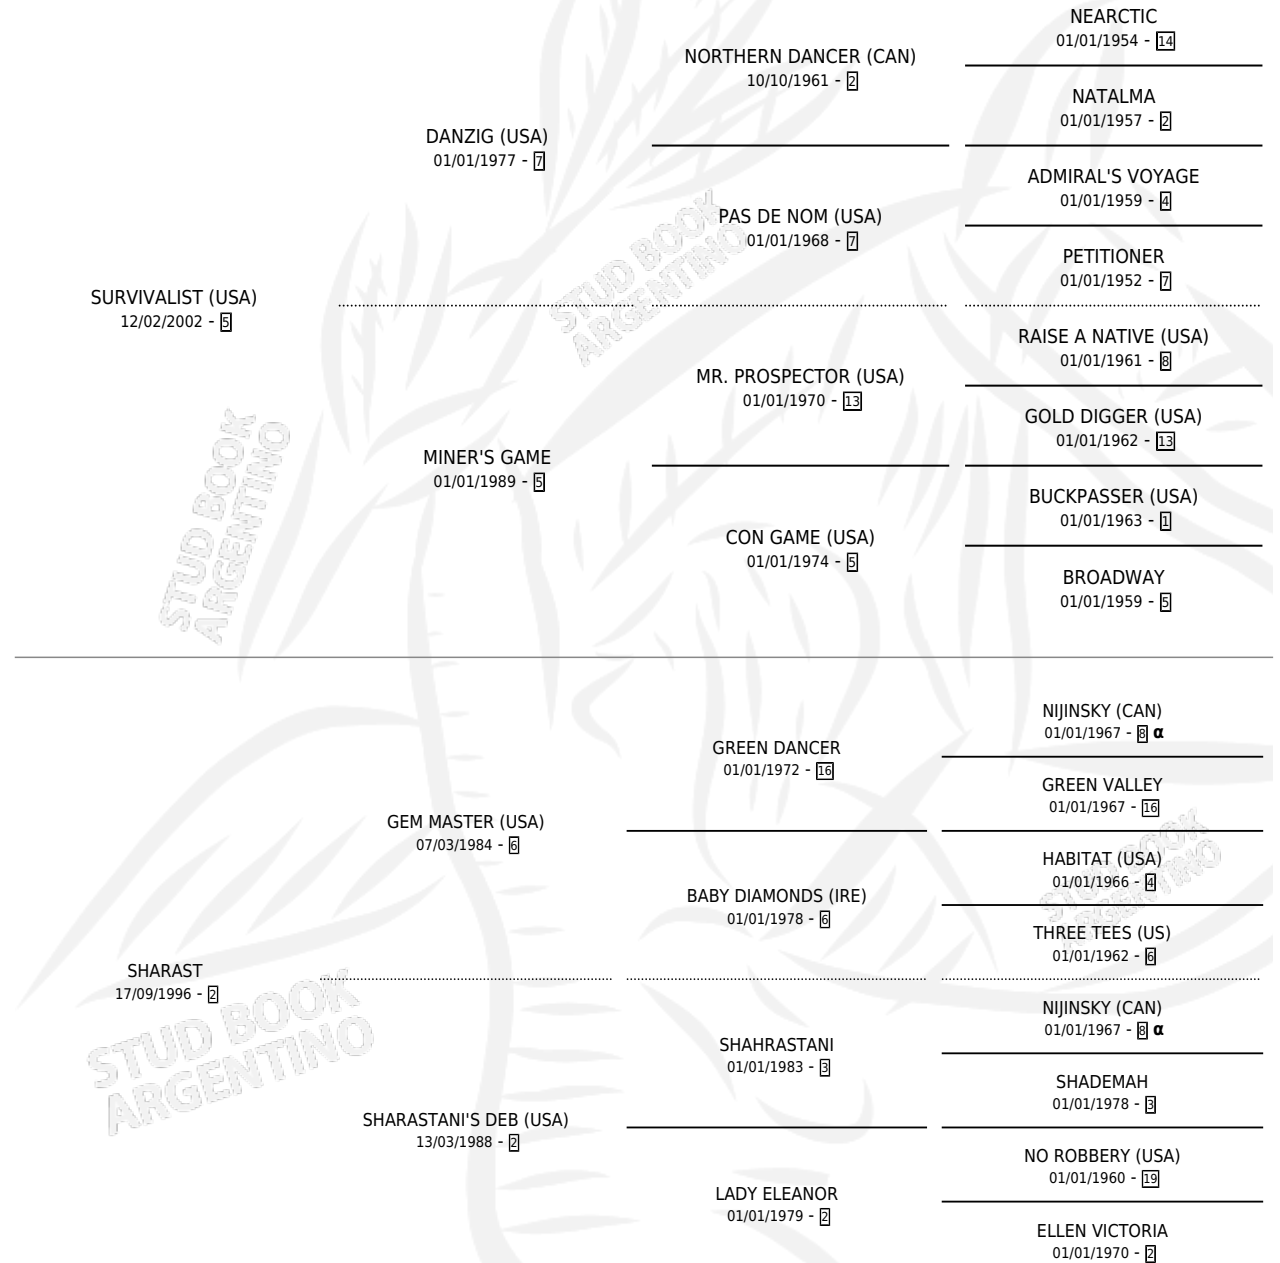 NEARCTIC
01/01/1954 - 14
NORTHERN DANCER (CAN)
10/10/1961 - 2
NATALMA
01/01/1957 - 2
DANZIG (USA)
01/01/1977 - 7
ADMIRAL'S VOYAGE
01/01/1959 - 4
PAS DE NOM (USA)
01/01/1968 - 7
PETITIONER
01/01/1952 - 7
SURVIVALIST (USA)
12/02/2002 - 5
RAISE A NATIVE (USA)
01/01/1961 - 8
MR. PROSPECTOR (USA)
01/01/1970 - 13
GOLD DIGGER (USA)
01/01/1962 - 13
MINER'S GAME
01/01/1989 - 5
BUCKPASSER (USA)
01/01/1963 - 1
CON GAME (USA)
01/01/1974 - 5
BROADWAY
01/01/1959 - 5
NIJINSKY (CAN)
01/01/1967 - 8 α
GREEN DANCER
01/01/1972 - 16
GREEN VALLEY
01/01/1967 - 16
GEM MASTER (USA)
07/03/1984 - 6
HABITAT (USA)
01/01/1966 - 4
BABY DIAMONDS (IRE)
01/01/1978 - 6
THREE TEES (US)
01/01/1962 - 6
SHARAST
17/09/1996 - 2
NIJINSKY (CAN)
01/01/1967 - 8 α
SHAHRASTANI
01/01/1983 - 3
SHADEMAH
01/01/1978 - 3
SHARASTANI'S DEB (USA)
13/03/1988 - 2
NO ROBBERY (USA)
01/01/1960 - 19
LADY ELEANOR
01/01/1979 - 2
ELLEN VICTORIA
01/01/1970 - 2
STUD BOOK
ARGENTINO
STUD BOOK
ARGENTINO
STUD BOOK
ARGENTINO
STUD BOOK
ARGENTINO